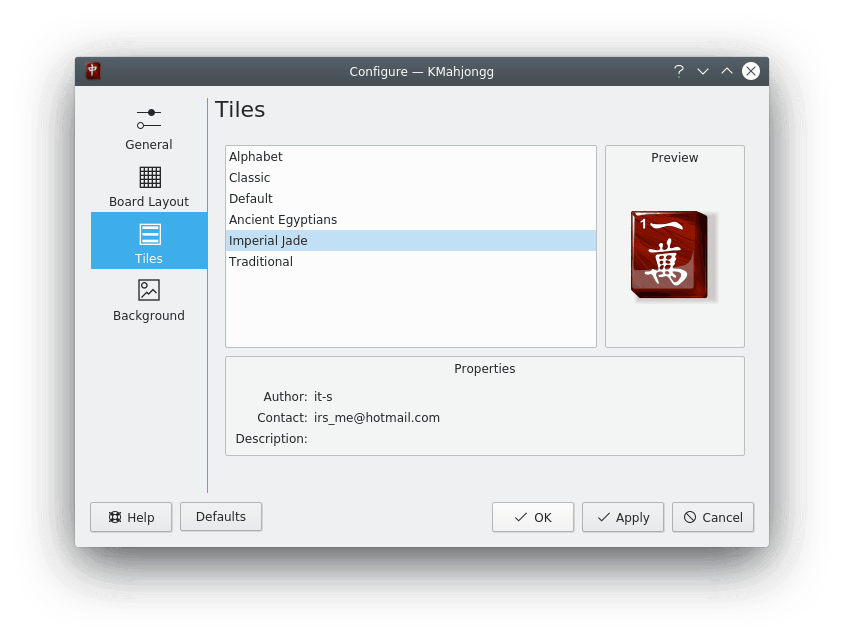 Configure — KMahjongg
General
Board Layout
Tiles
Background
Tiles
Alphabet
Classic
Default
Ancient Egyptians
Imperial Jade
Traditional
Preview
1
一
萬
Properties
Author: it-s
Contact: irs_me@hotmail.com
Description:
Help
Defaults
OK
Apply
Cancel